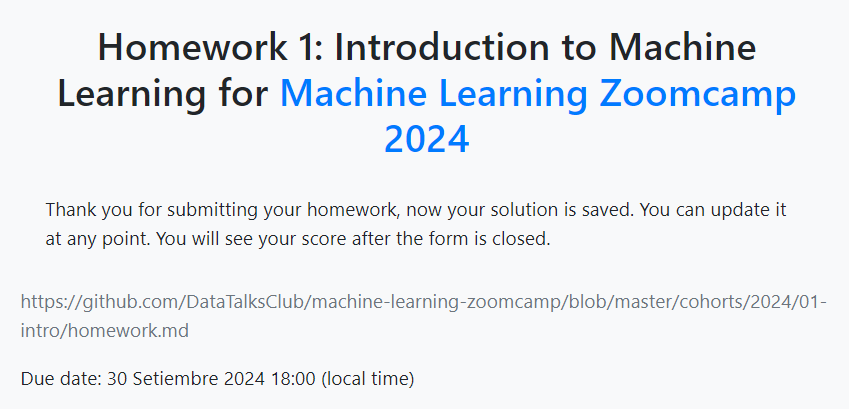 Homework 1: Introduction to Machine
Learning for Machine Learning Zoomcamp
2024
Thank you for submitting your homework, now your solution is saved. You can update it
at any point. You will see your score after the form is closed.
https://github.com/DataTalksClub/machine-learning-zoomcamp/blob/master/cohorts/2024/01-
intro/homework.md
Due date: 30 Setiembre 2024 18:00 (local time)